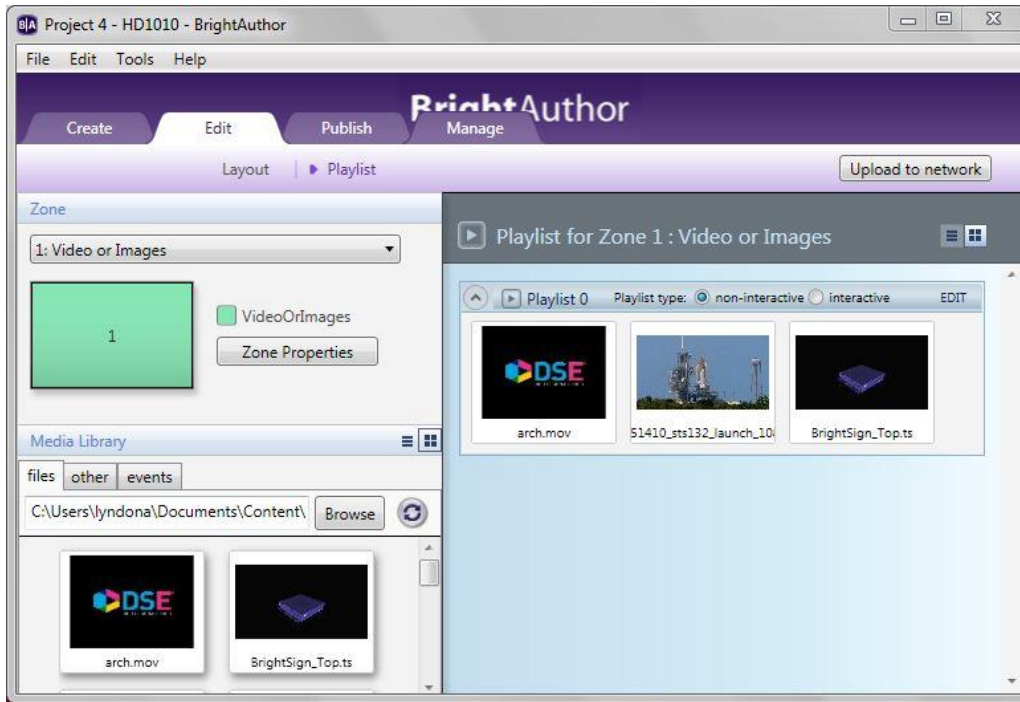 BA Project 4 - HD1010 - BrightAuthor
File Edit Tools Help
BrightAuthor
Create Edit Publish Manage
Layout Playlist Upload to network
Zone
1: Video or Images
1
VideoOrImages
Zone Properties
Media Library
files other events
C:\Users\lyndona\Documents\Content\ Browse
DSE
arch.mov BrightSign_Top.ts
Playlist for Zone 1 : Video or Images
Playlist 0 Playlist type: non-interactive interactive EDIT
DSE
arch.mov 51410_sts132_launch_10 BrightSign_Top.ts